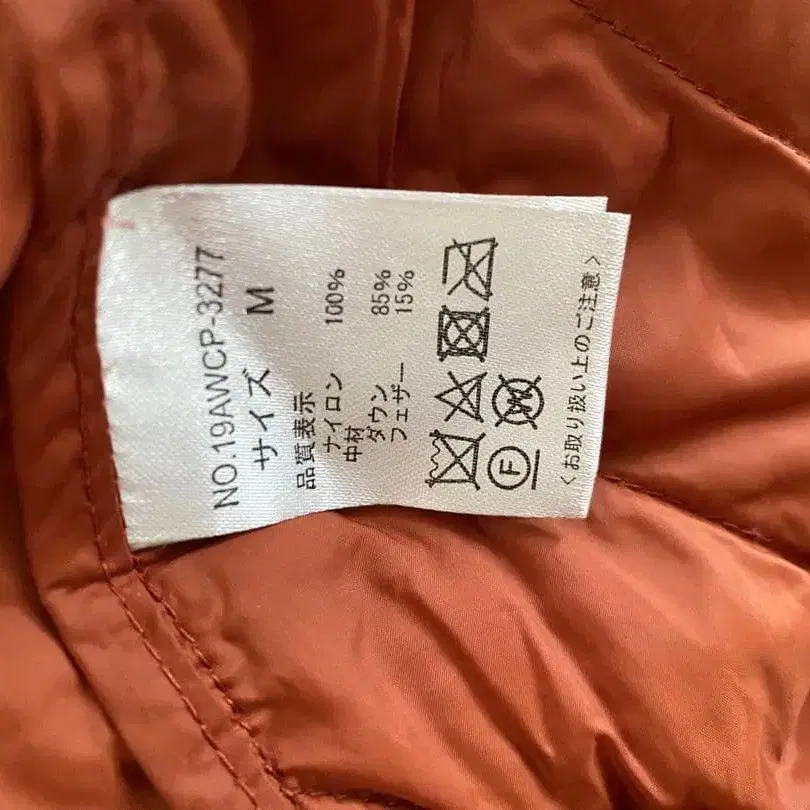 NO.19AWCP-3277
サイズ M
品質表示
ナイロン 100%
中材
ダウン 85%
フェザー 15%
F W
<お取り扱い上のご注意>